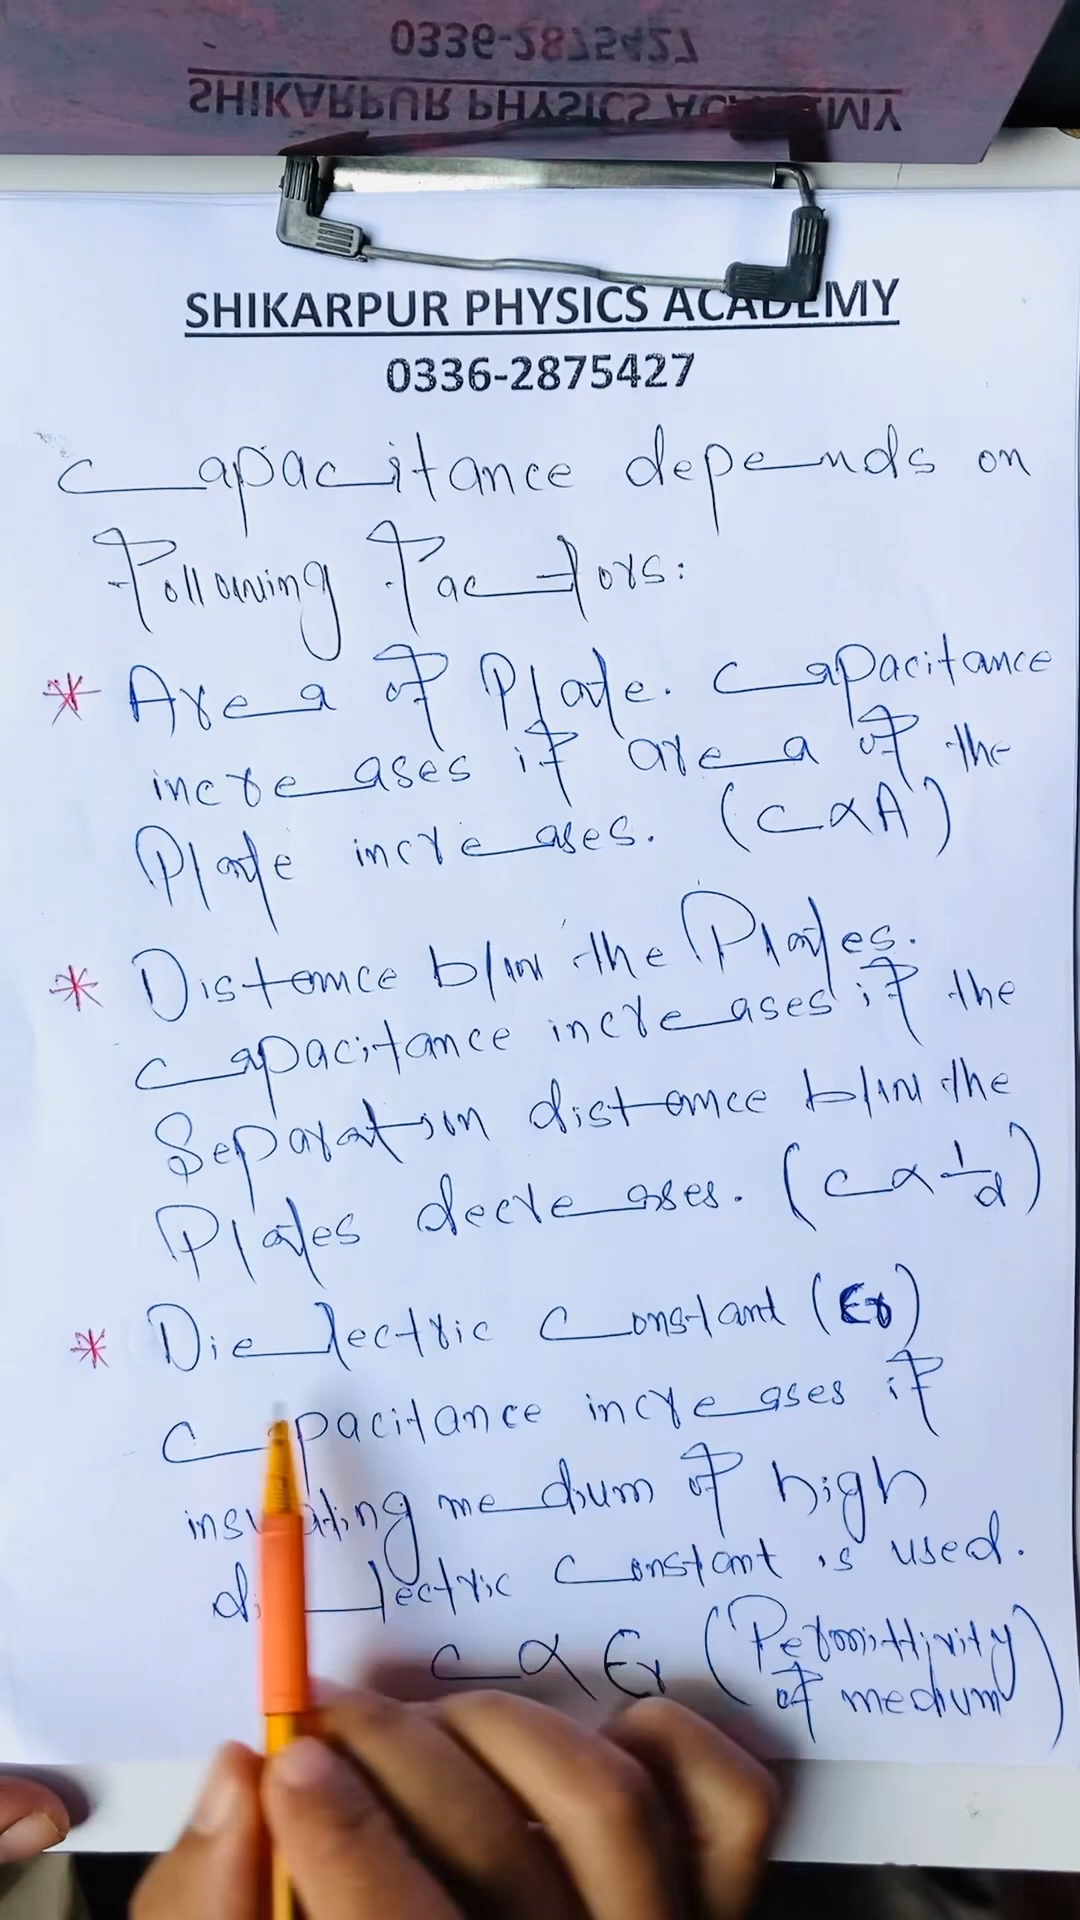 0336-2875427
SHIKARPUR PHYSICS ACADEMY
SHIKARPUR PHYSICS ACADEMY
0336-2875427
Capacitance depends on
Following Factors:
* Area of Plate. Capacitance
increases if area of the
Plate increases. (C∝A)
* Distance b/w the Plates.
Capacitance increases if the
Separation distance b/w the
Plates decreases. (C∝1/d)
* Dielectric Constant (Er)
Capacitance increases if
insulating medium of high
dielectric Constant is used.
C∝Er (Permittivity
of medium)